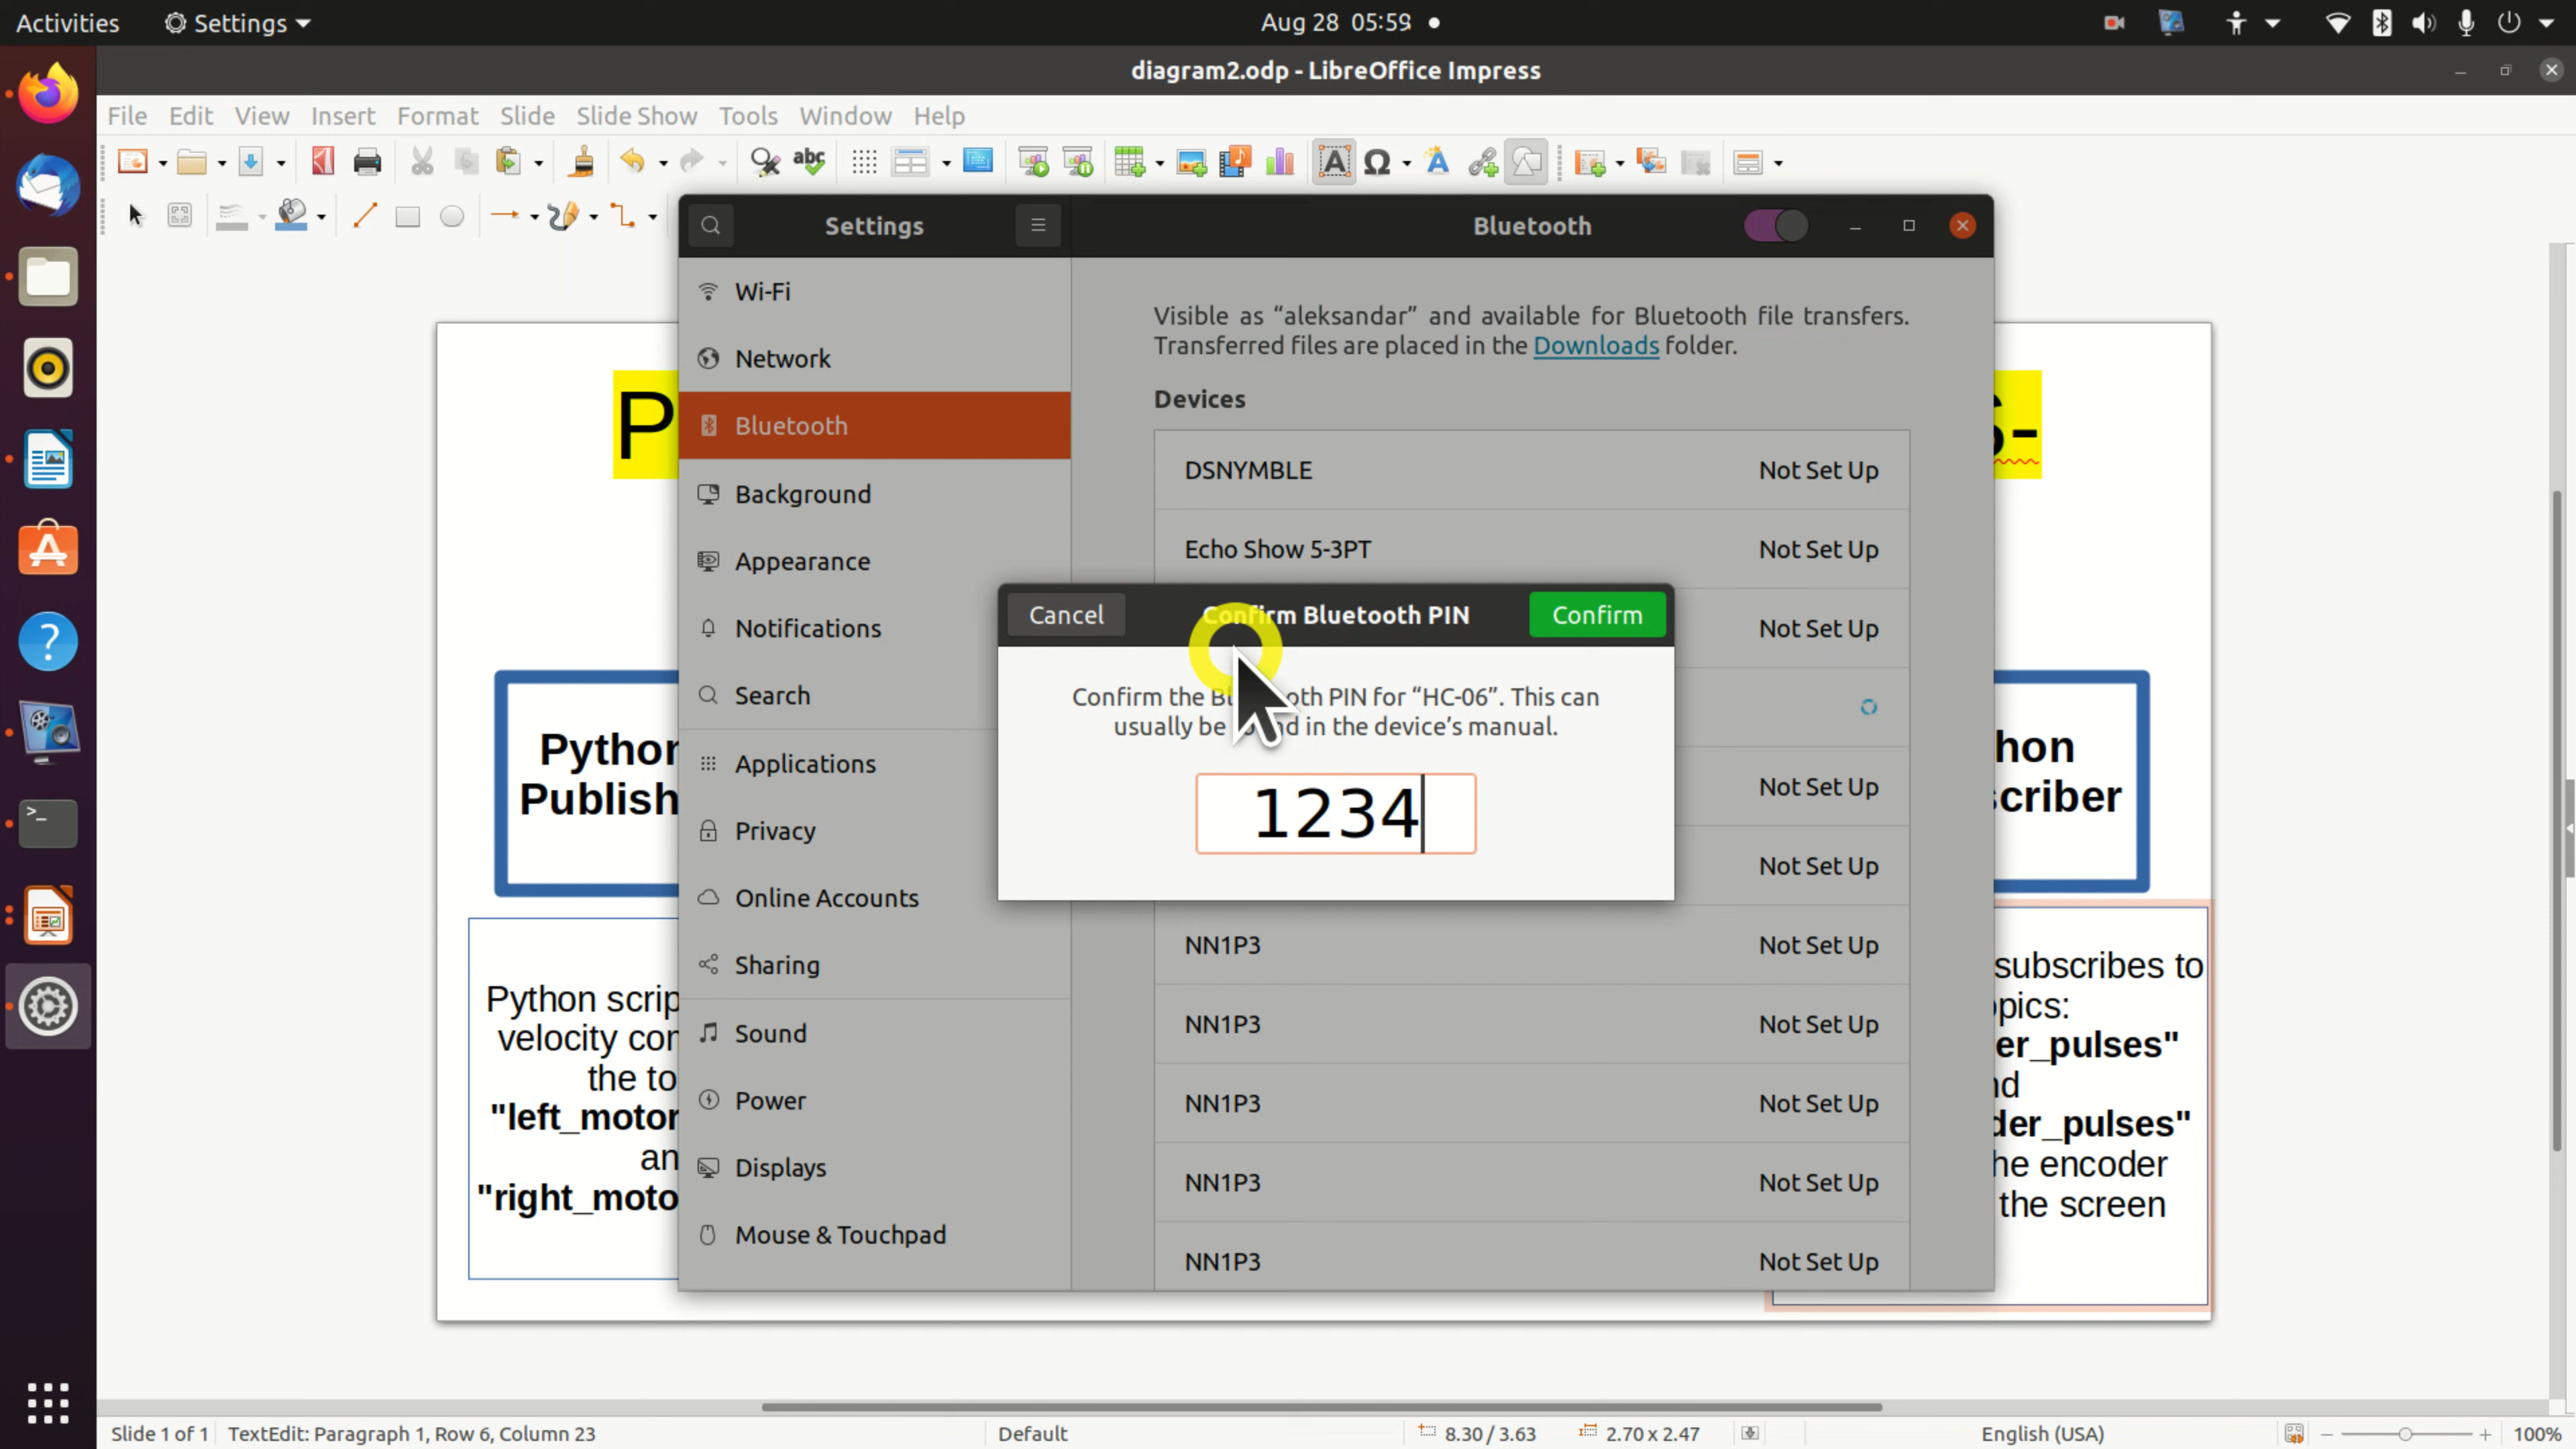 Activities Settings Aug 28 05:59
diagram2.odp - LibreOffice Impress
File Edit View Insert Format Slide Slide Show Tools Window Help
Settings Bluetooth
Wi-Fi
Network
Bluetooth
Background
Appearance
Notifications
Search
Applications
Privacy
Online Accounts
Sharing
Sound
Power
Displays
Mouse & Touchpad
Visible as “aleksandar” and available for Bluetooth file transfers.
Transferred files are placed in the Downloads folder.
Devices
DSNYMBLE Not Set Up
Echo Show 5-3PT Not Set Up
Not Set Up
Not Set Up
Not Set Up
NN1P3 Not Set Up
NN1P3 Not Set Up
NN1P3 Not Set Up
NN1P3 Not Set Up
NN1P3 Not Set Up
Cancel Confirm Bluetooth PIN Confirm
Confirm the Bluetooth PIN for “HC-06”. This can
usually be found in the device’s manual.
1234
P
Python
Publish
Python scrip
velocity con
the to
"left_motor
an
"right_moto
hon
scriber
subscribes to
opics:
er_pulses"
nd
der_pulses"
he encoder
the screen
Slide 1 of 1 TextEdit: Paragraph 1, Row 6, Column 23 Default 8.30 / 3.63 2.70 x 2.47 English (USA) 100%